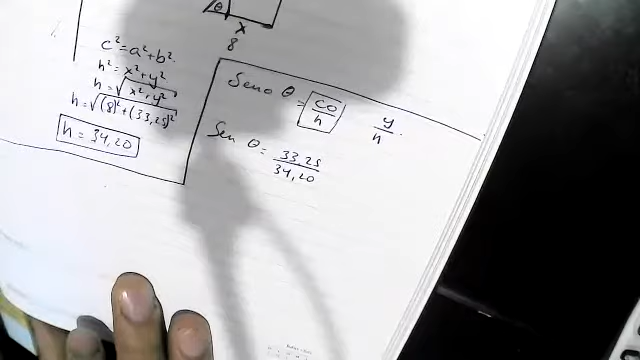 θ
x
8
c² = a² + b².
h² = x² + y²
h = √x², y²
h = √(8)² + (33,25)²
h = 34,20
Seno θ = co/h y/h.
Sen θ = 33,25/34,20